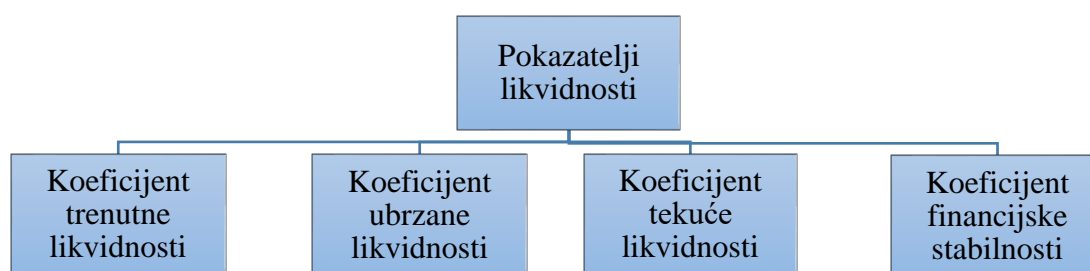 Pokazatelji
likvidnosti
Koeficijent
trenutne
likvidnosti
Koeficijent
ubrzane
likvidnosti
Koeficijent
tekuće
likvidnosti
Koeficijent
financijske
stabilnosti